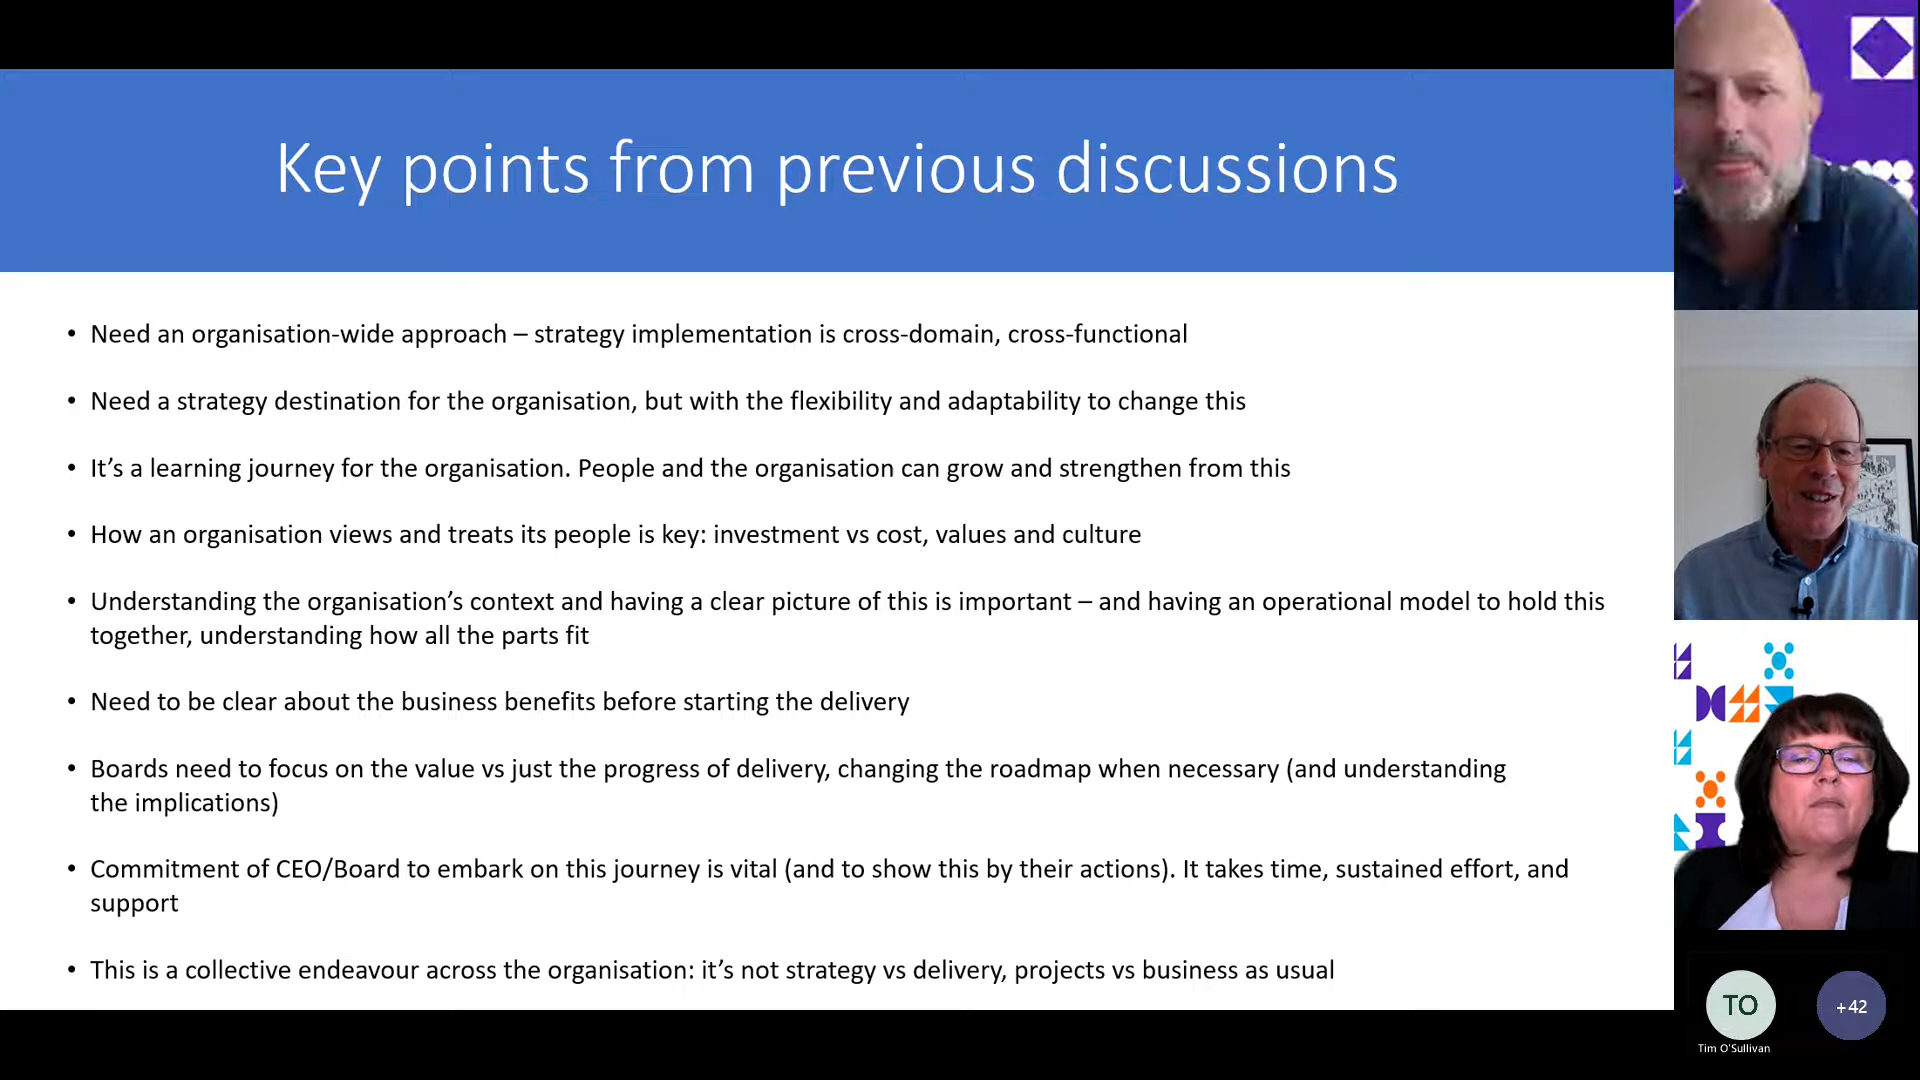 Key points from previous discussions
• Need an organisation-wide approach – strategy implementation is cross-domain, cross-functional
• Need a strategy destination for the organisation, but with the flexibility and adaptability to change this
• It’s a learning journey for the organisation. People and the organisation can grow and strengthen from this
• How an organisation views and treats its people is key: investment vs cost, values and culture
• Understanding the organisation’s context and having a clear picture of this is important – and having an operational model to hold this
together, understanding how all the parts fit
• Need to be clear about the business benefits before starting the delivery
• Boards need to focus on the value vs just the progress of delivery, changing the roadmap when necessary (and understanding
the implications)
• Commitment of CEO/Board to embark on this journey is vital (and to show this by their actions). It takes time, sustained effort, and
support
• This is a collective endeavour across the organisation: it’s not strategy vs delivery, projects vs business as usual
TO
+42
Tim O'Sullivan